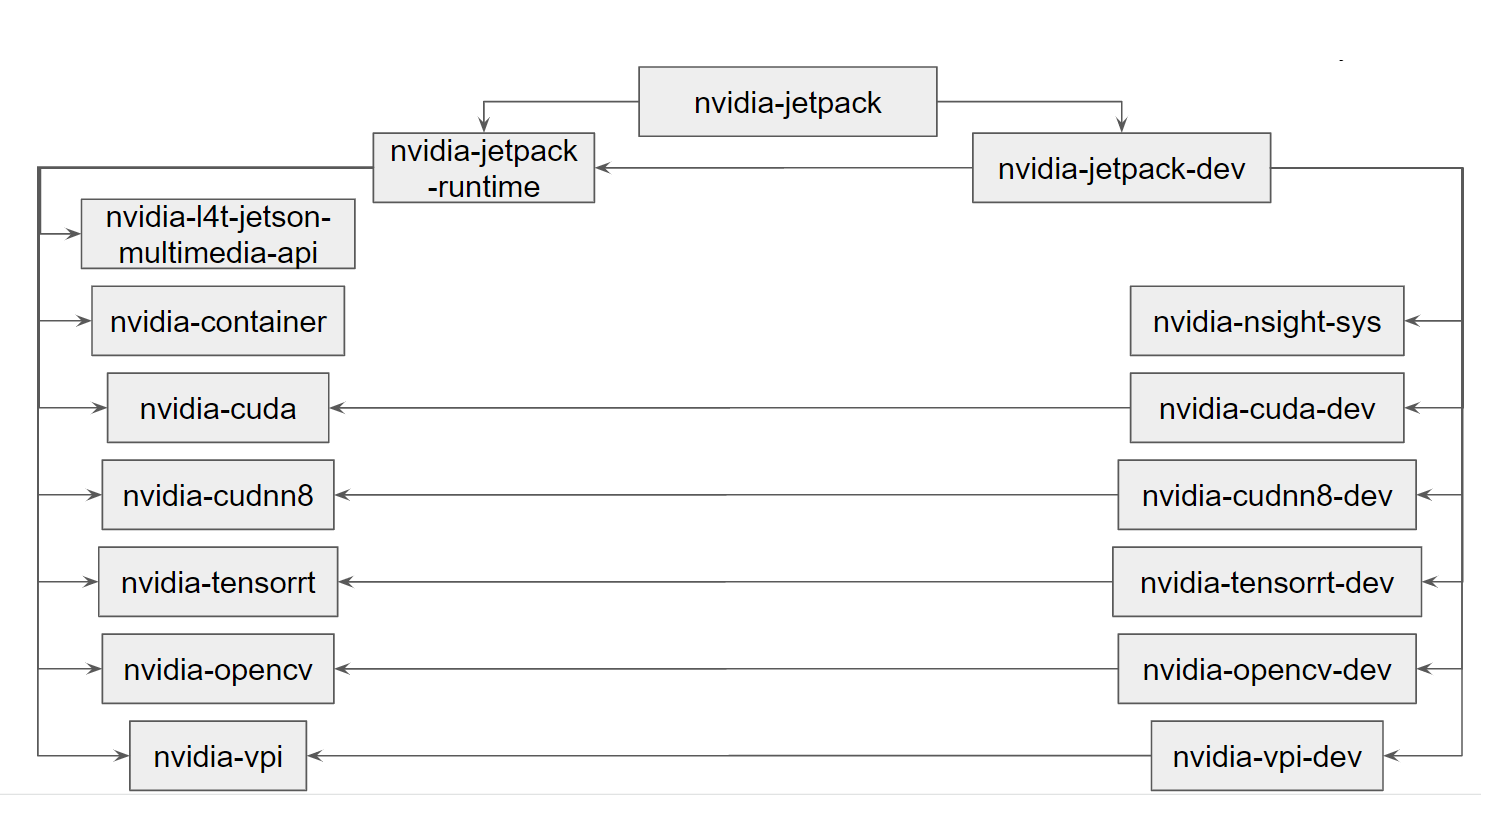 nvidia-jetpack
nvidia-jetpack
-runtime
nvidia-jetpack-dev
nvidia-l4t-jetson-
multimedia-api
nvidia-container
nvidia-nsight-sys
nvidia-cuda
nvidia-cuda-dev
nvidia-cudnn8
nvidia-cudnn8-dev
nvidia-tensorrt
nvidia-tensorrt-dev
nvidia-opencv
nvidia-opencv-dev
nvidia-vpi
nvidia-vpi-dev